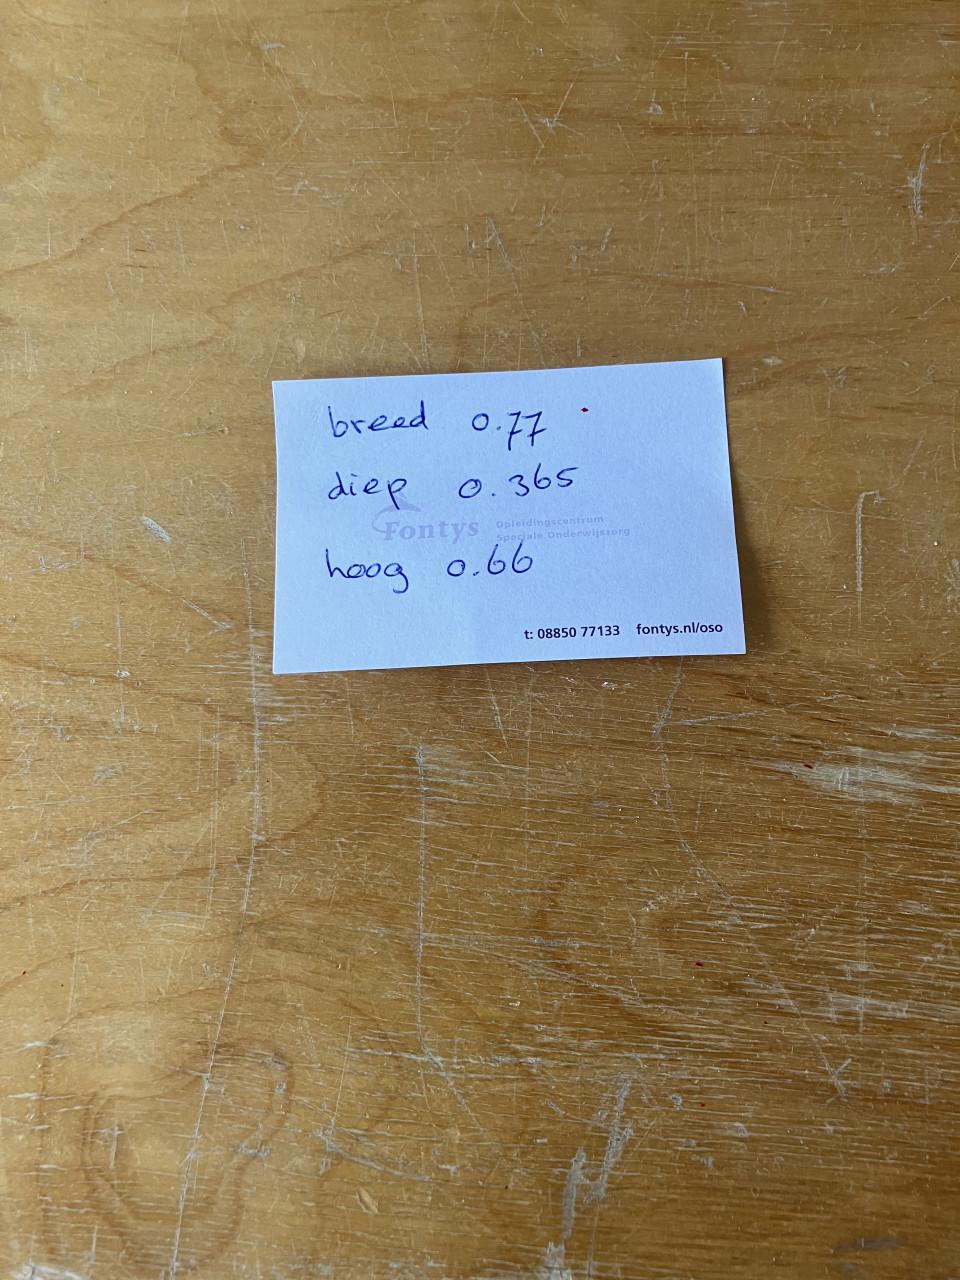 breed 0.77
diep 0.365
Fontys Opleidingscentrum
Speciale Onderwijszorg
hoog 0.66
t: 08850 77133 fontys.nl/oso